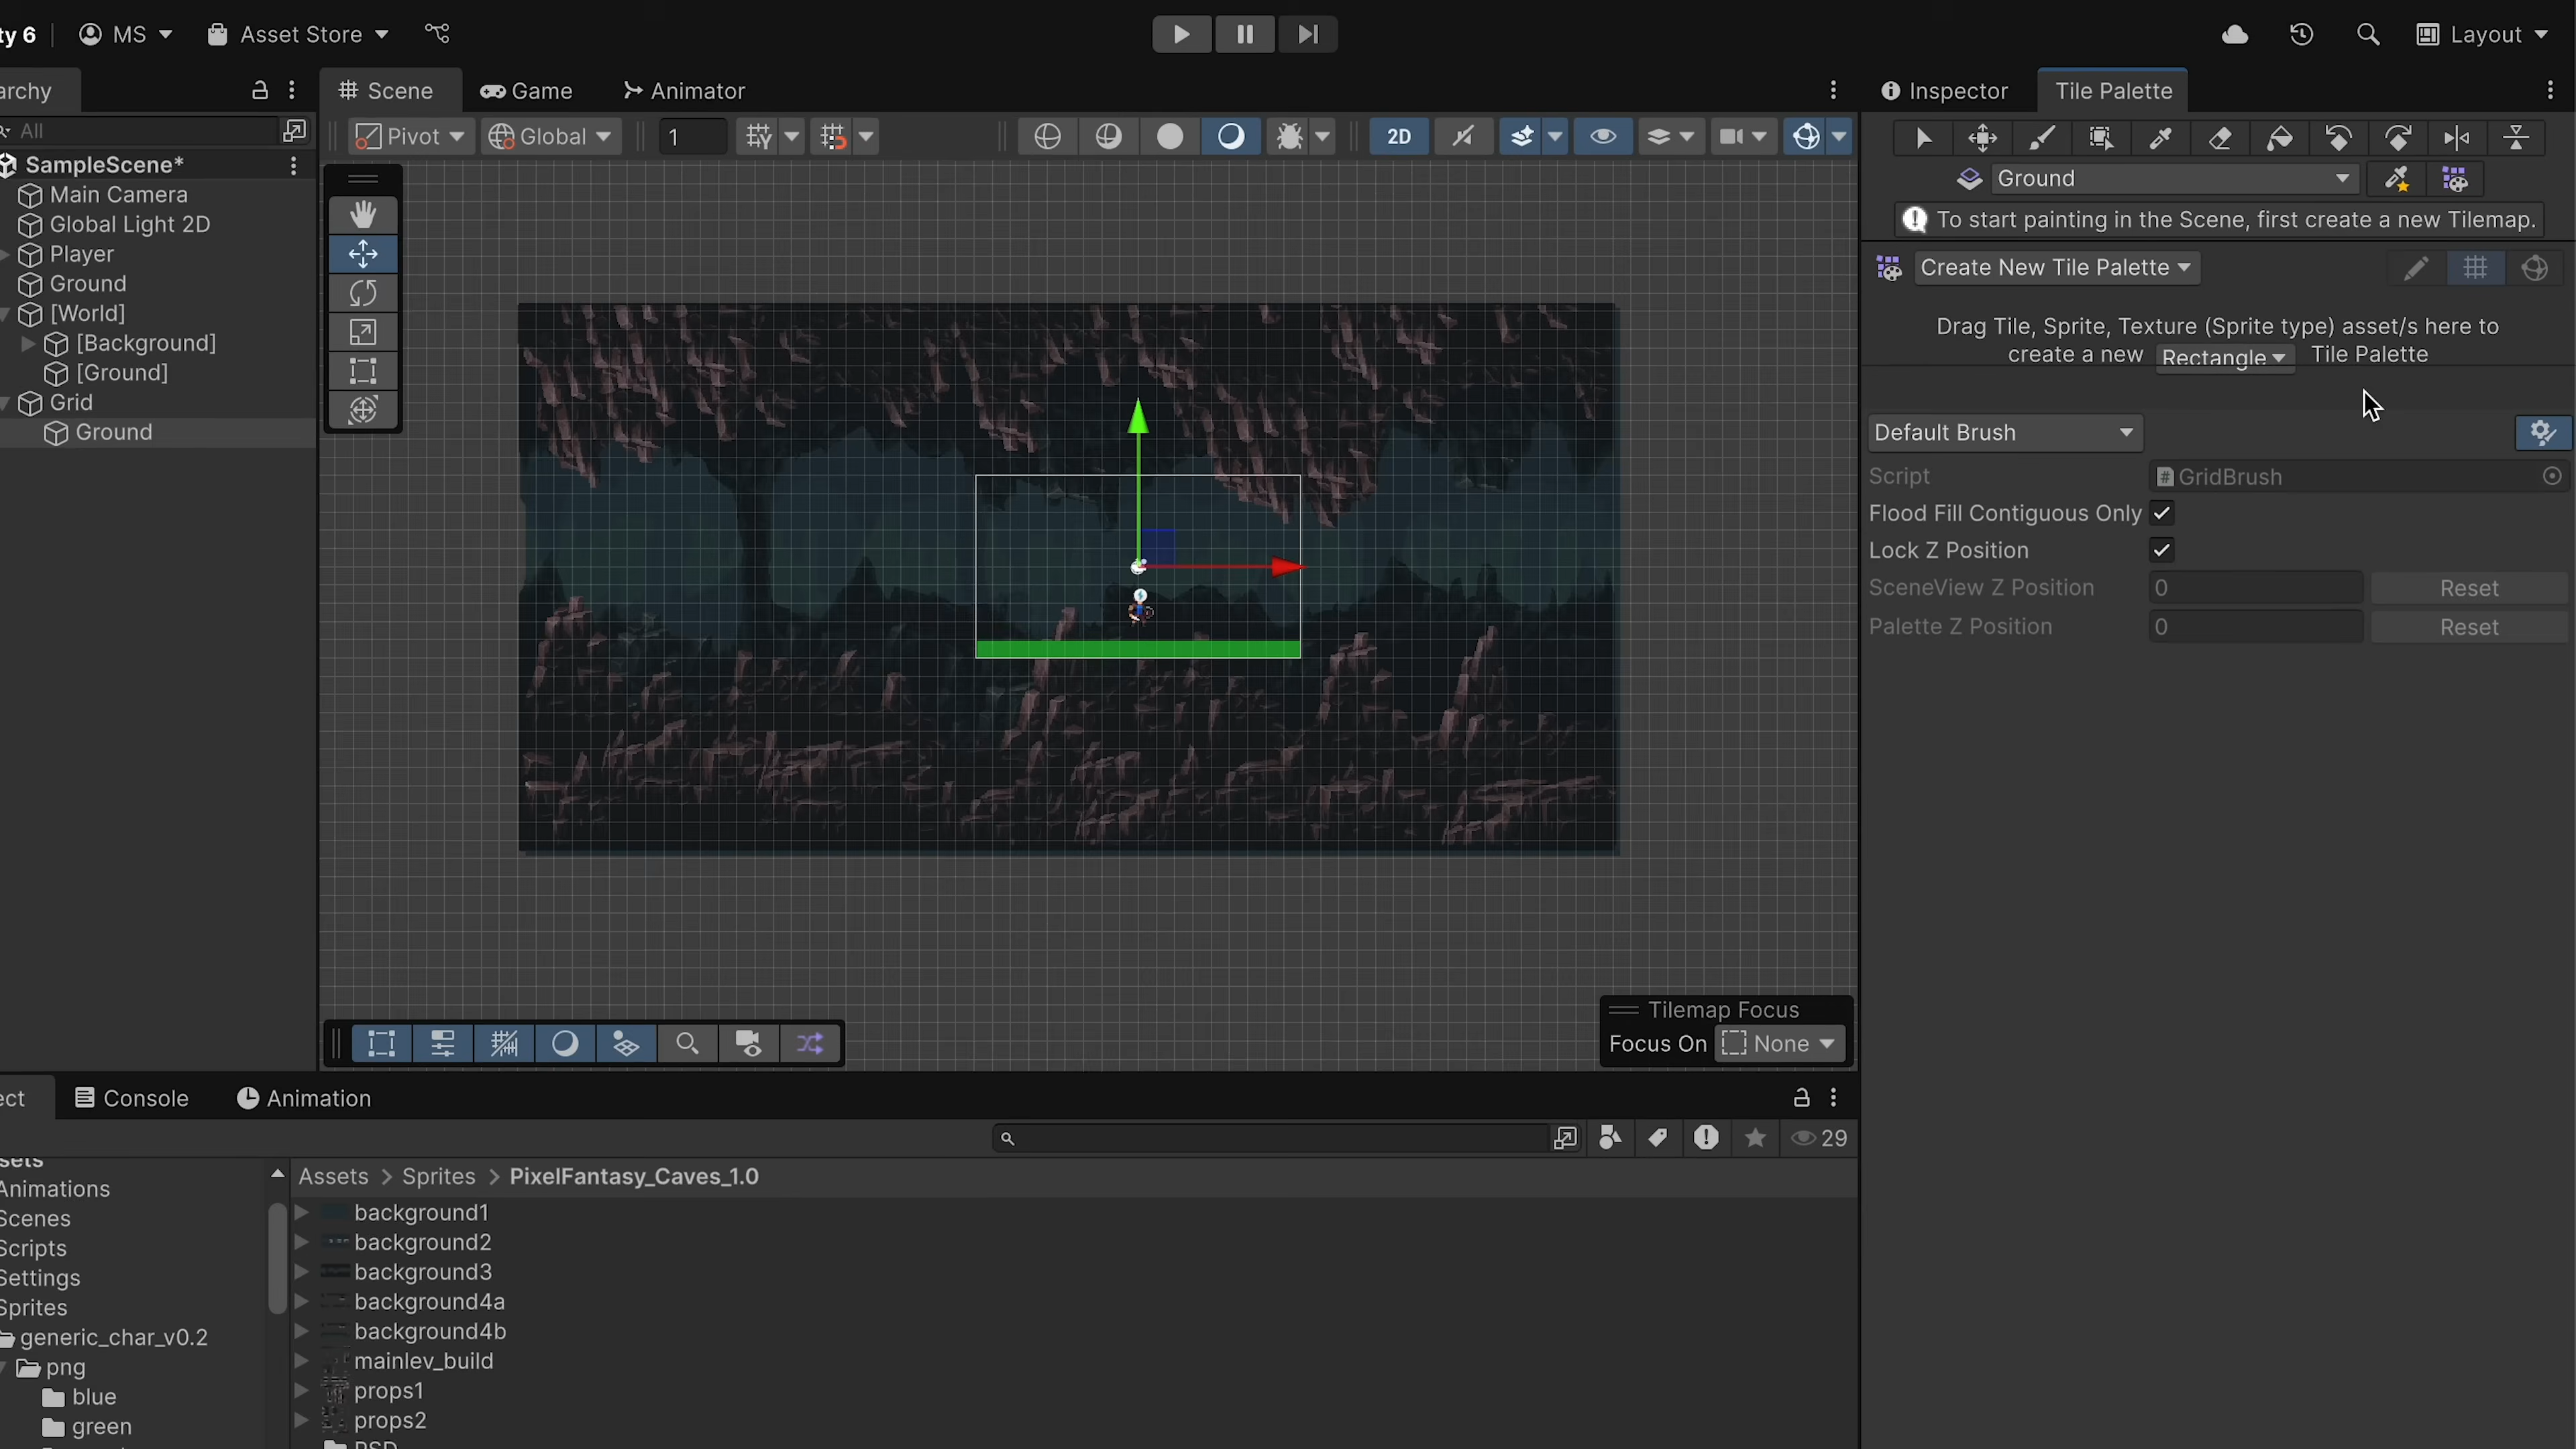 ty 6
MS
Asset Store
Layout
archy
Scene
Game
Animator
Inspector
Tile Palette
All
Pivot
Global
1
2D
SampleScene*
Main Camera
Global Light 2D
Player
Ground
[World]
[Background]
[Ground]
Grid
Ground
Ground
To start painting in the Scene, first create a new Tilemap.
Create New Tile Palette
Drag Tile, Sprite, Texture (Sprite type) asset/s here to
create a new Rectangle Tile Palette
Default Brush
Script
GridBrush
Flood Fill Contiguous Only
Lock Z Position
SceneView Z Position
0
Reset
Palette Z Position
0
Reset
Tilemap Focus
Focus On
None
ect
Console
Animation
29
sets
Animations
Scenes
Scripts
Settings
Sprites
generic_char_v0.2
png
blue
green
Assets > Sprites > PixelFantasy_Caves_1.0
background1
background2
background3
background4a
background4b
mainlev_build
props1
props2
PSD